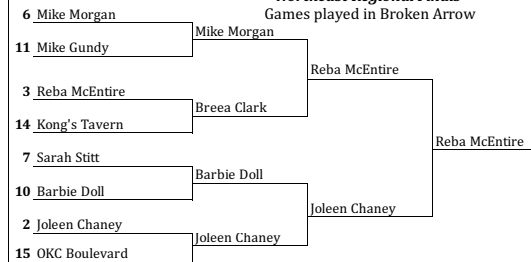 Games played in Broken Arrow
6 Mike Morgan
Mike Morgan
11 Mike Gundy
Reba McEntire
3 Reba McEntire
Breea Clark
14 Kong's Tavern
Reba McEntire
7 Sarah Stitt
Barbie Doll
10 Barbie Doll
Joleen Chaney
2 Joleen Chaney
Joleen Chaney
15 OKC Boulevard